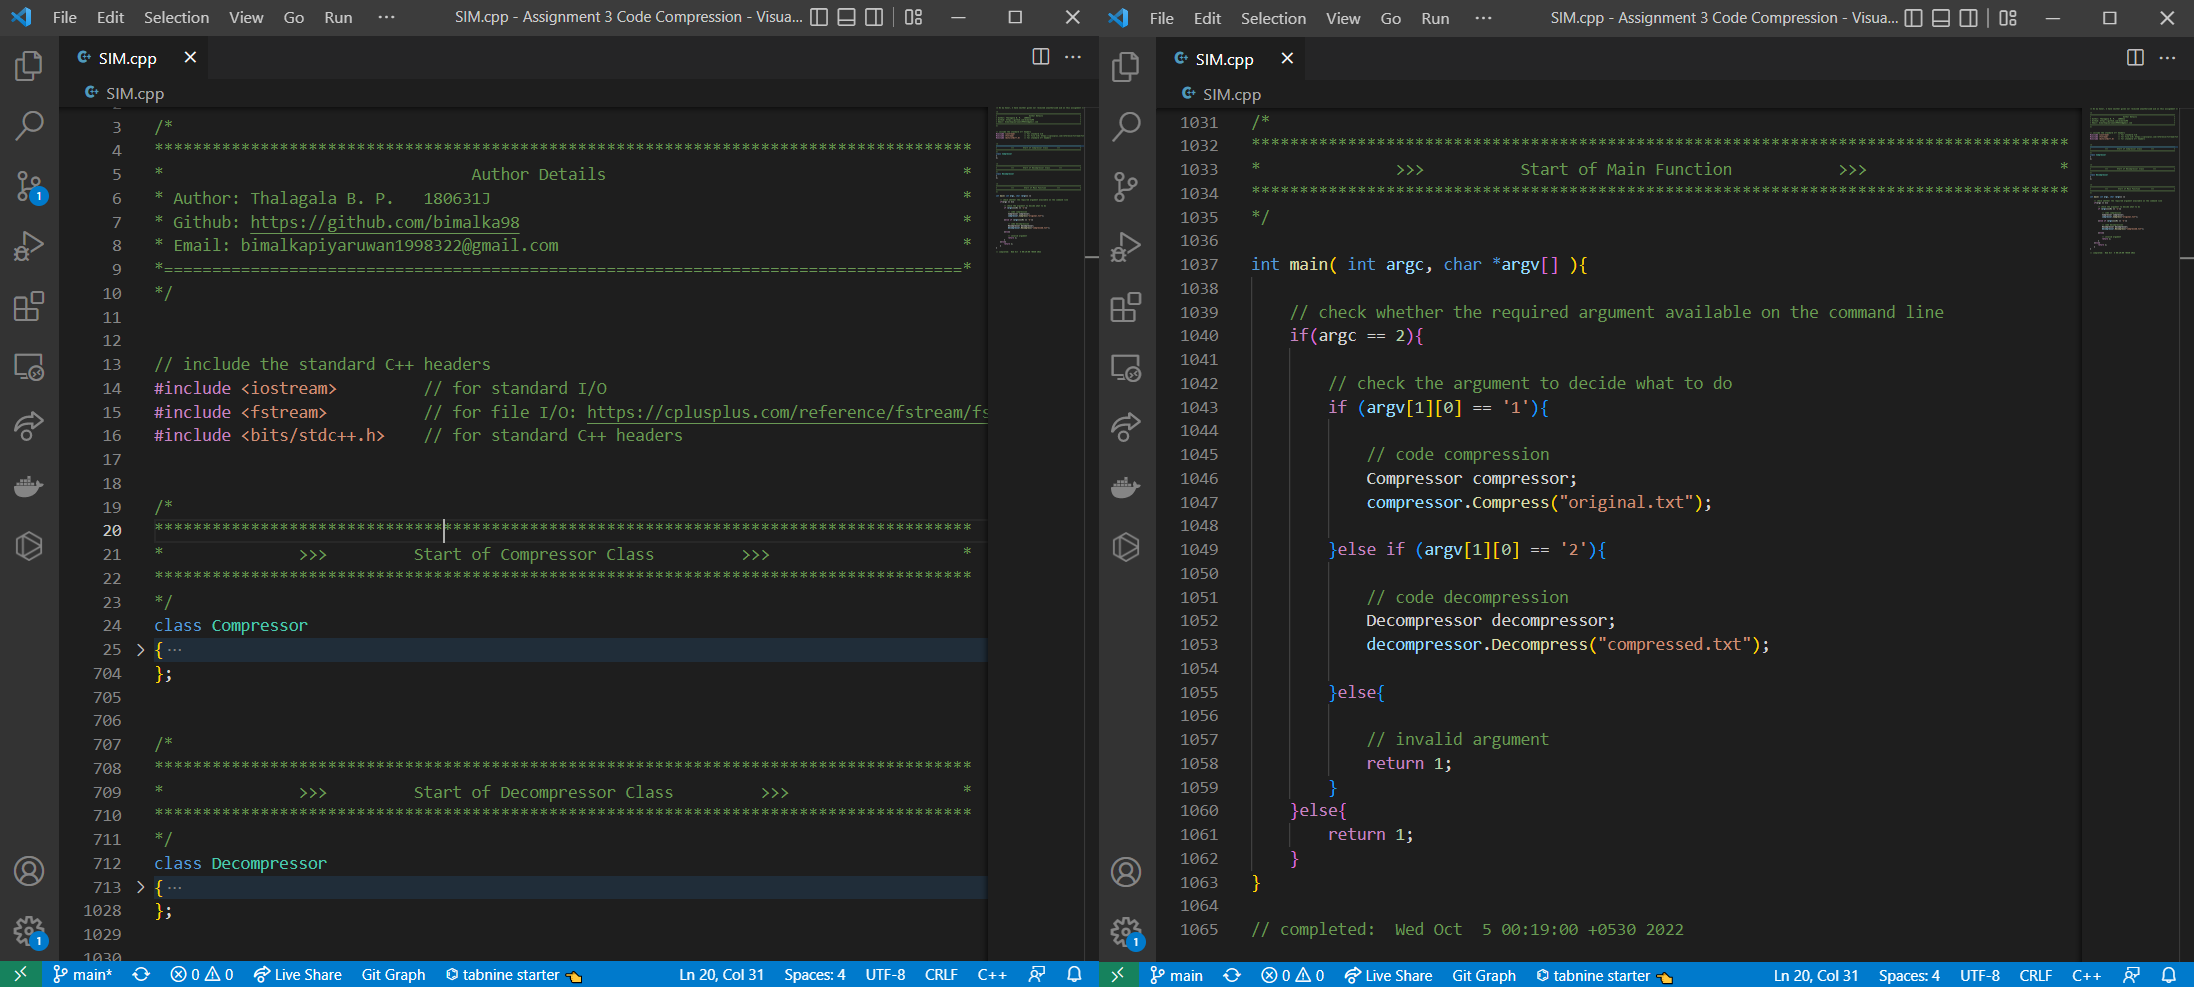 File Edit Selection View Go Run ··· SIM.cpp - Assignment 3 Code Compression - Visua...
SIM.cpp
SIM.cpp
3 /*
4 *************************************************************************************
5 * Author Details *
6 * Author: Thalagala B. P. 180631J *
7 * Github: https://github.com/bimalka98 *
8 * Email: bimalkapiyaruwan1998322@gmail.com *
9 *===================================================================================*
10 */
11
12
13 // include the standard C++ headers
14 #include <iostream> // for standard I/O
15 #include <fstream> // for file I/O: https://cplusplus.com/reference/fstream/fs
16 #include <bits/stdc++.h> // for standard C++ headers
17
18
19 /*
20 *************************************************************************************
21 * >>> Start of Compressor Class >>> *
22 *************************************************************************************
23 */
24 class Compressor
25 { ···
704 };
705
706
707 /*
708 *************************************************************************************
709 * >>> Start of Decompressor Class >>> *
710 *************************************************************************************
711 */
712 class Decompressor
713 { ···
1028 };
1029
1030
1
1
main* 0 0 Live Share Git Graph tabnine starter Ln 20, Col 31 Spaces: 4 UTF-8 CRLF C++
File Edit Selection View Go Run ··· SIM.cpp - Assignment 3 Code Compression - Visua...
SIM.cpp
SIM.cpp
1031 /*
1032 *************************************************************************************
1033 * >>> Start of Main Function >>> *
1034 *************************************************************************************
1035 */
1036
1037 int main( int argc, char *argv[] ){
1038
1039 // check whether the required argument available on the command line
1040 if(argc == 2){
1041
1042 // check the argument to decide what to do
1043 if (argv[1][0] == '1'){
1044
1045 // code compression
1046 Compressor compressor;
1047 compressor.Compress("original.txt");
1048
1049 }else if (argv[1][0] == '2'){
1050
1051 // code decompression
1052 Decompressor decompressor;
1053 decompressor.Decompress("compressed.txt");
1054
1055 }else{
1056
1057 // invalid argument
1058 return 1;
1059 }
1060 }else{
1061 return 1;
1062 }
1063 }
1064
1065 // completed: Wed Oct 5 00:19:00 +0530 2022
1
main 0 0 Live Share Git Graph tabnine starter Ln 20, Col 31 Spaces: 4 UTF-8 CRLF C++